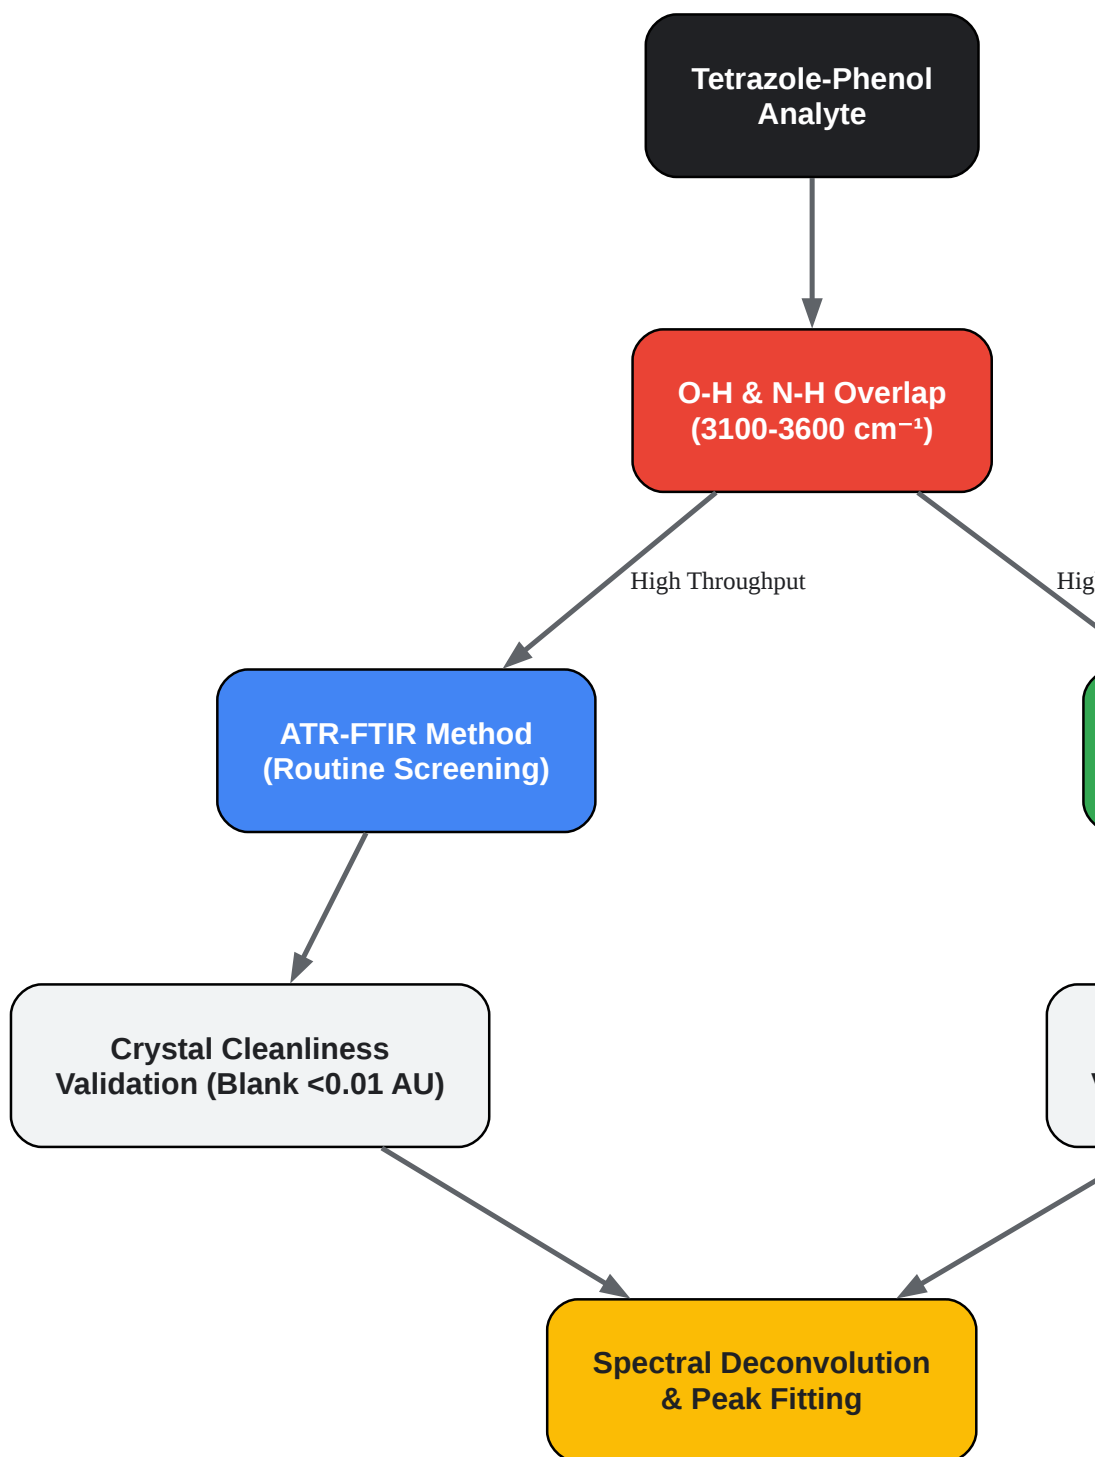 Tetrazole-Phenol
Analyte
O-H & N-H Overlap
(3100-3600 cm⁻¹)
High Throughput
ATR-FTIR Method
(Routine Screening)
Crystal Cleanliness
Validation (Blank <0.01 AU)
Spectral Deconvolution
& Peak Fitting